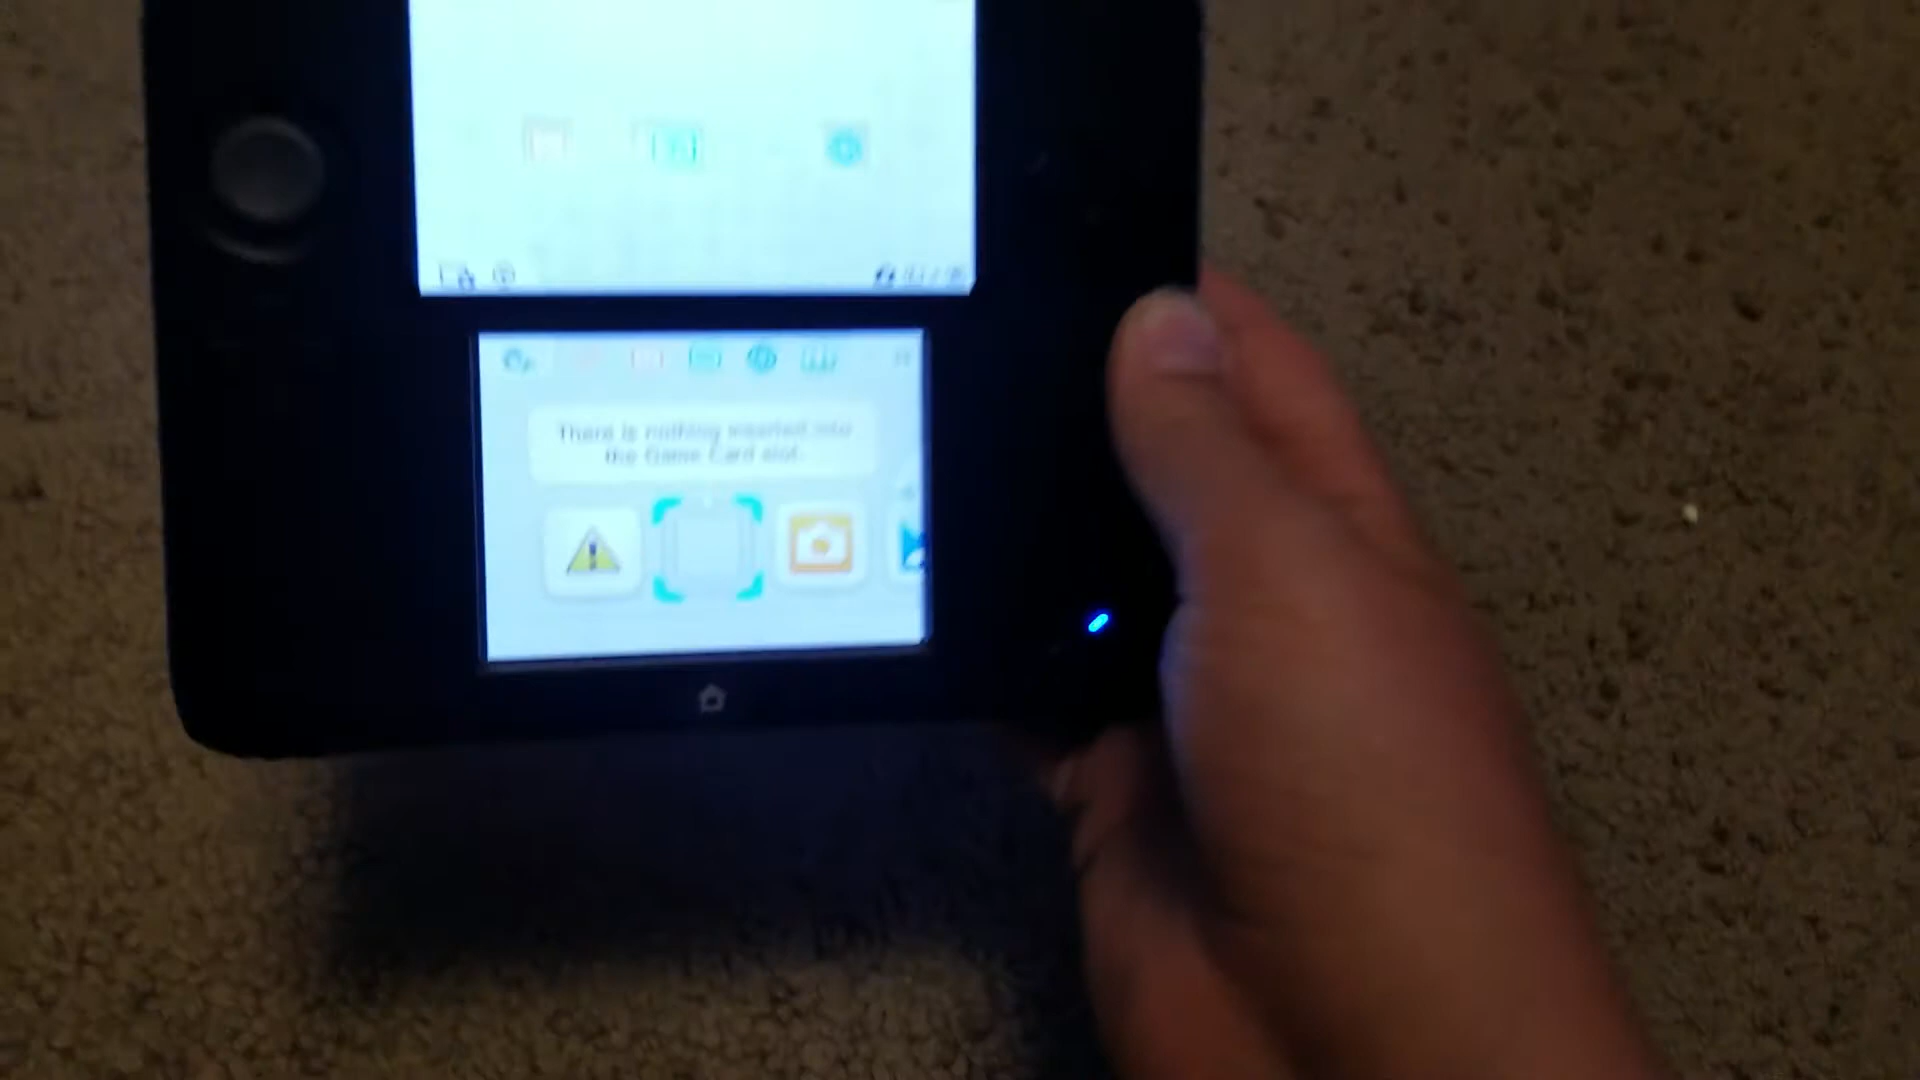 There is nothing inserted into
the Game Card slot.